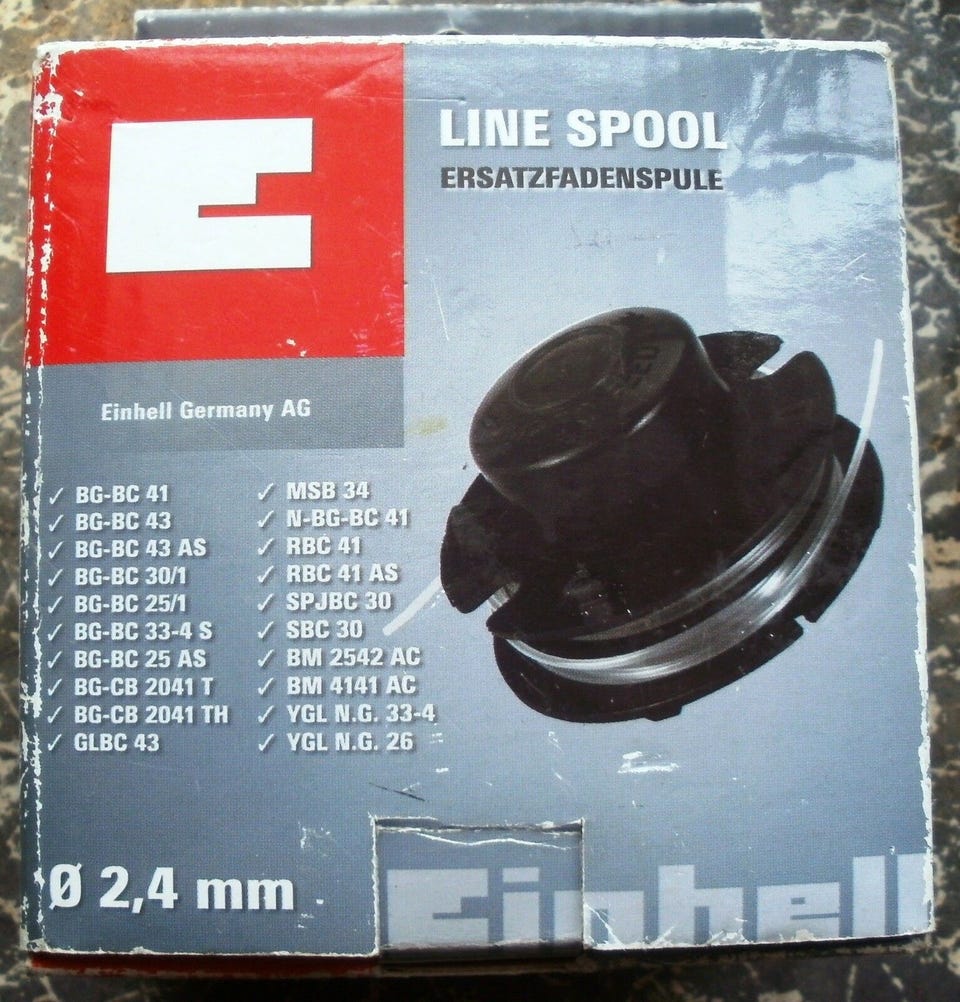 E
LINE SPOOL
ERSATZFADENSPULE
Einhell Germany AG
✓ BG-BC 41
✓ BG-BC 43
✓ BG-BC 43 AS
✓ BG-BC 30/1
✓ BG-BC 25/1
✓ BG-BC 33-4 S
✓ BG-BC 25 AS
✓ BG-CB 2041 T
✓ BG-CB 2041 TH
✓ GLBC 43
✓ MSB 34
✓ N-BG-BC 41
✓ RBC 41
✓ RBC 41 AS
✓ SPJBC 30
✓ SBC 30
✓ BM 2542 AC
✓ BM 4141 AC
✓ YGL N.G. 33-4
✓ YGL N.G. 26
Ø 2,4 mm
Einhell